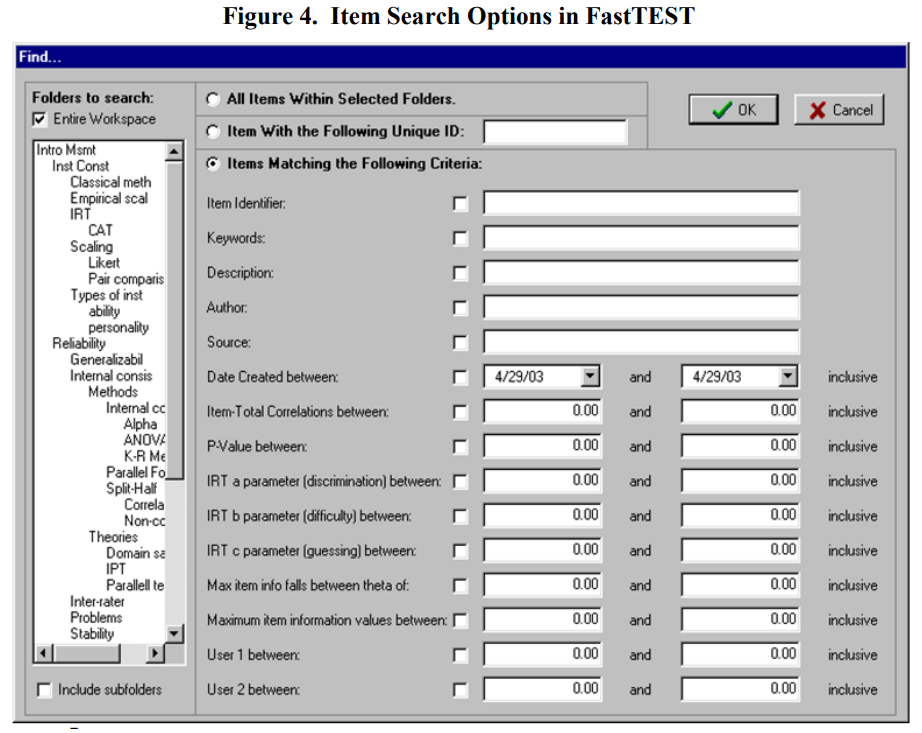 Figure 4. Item Search Options in FastTEST
Find...
Folders to search:
Entire Workspace
Intro Msmt
Inst Const
Classical meth
Empirical scal
IRT
CAT
Scaling
Likert
Pair comparis
Types of inst
ability
personality
Reliability
Generalizabil
Internal consis
Methods
Internal cc
Alpha
ANOVA
K-R Me
Parallel Fo
Split-Half
Correla
Non-cc
Theories
Domain sa
IPT
Parallell te
Inter-rater
Problems
Stability
Include subfolders
All Items Within Selected Folders.
Item With the Following Unique ID:
OK
Cancel
Items Matching the Following Criteria:
Item Identifier:
Keywords:
Description:
Author:
Source:
Date Created between: 4/29/03 and 4/29/03 inclusive
Item-Total Correlations between: 0.00 and 0.00 inclusive
P-Value between: 0.00 and 0.00 inclusive
IRT a parameter (discrimination) between: 0.00 and 0.00 inclusive
IRT b parameter (difficulty) between: 0.00 and 0.00 inclusive
IRT c parameter (guessing) between: 0.00 and 0.00 inclusive
Max item info falls between theta of: 0.00 and 0.00 inclusive
Maximum item information values between: 0.00 and 0.00 inclusive
User 1 between: 0.00 and 0.00 inclusive
User 2 between: 0.00 and 0.00 inclusive